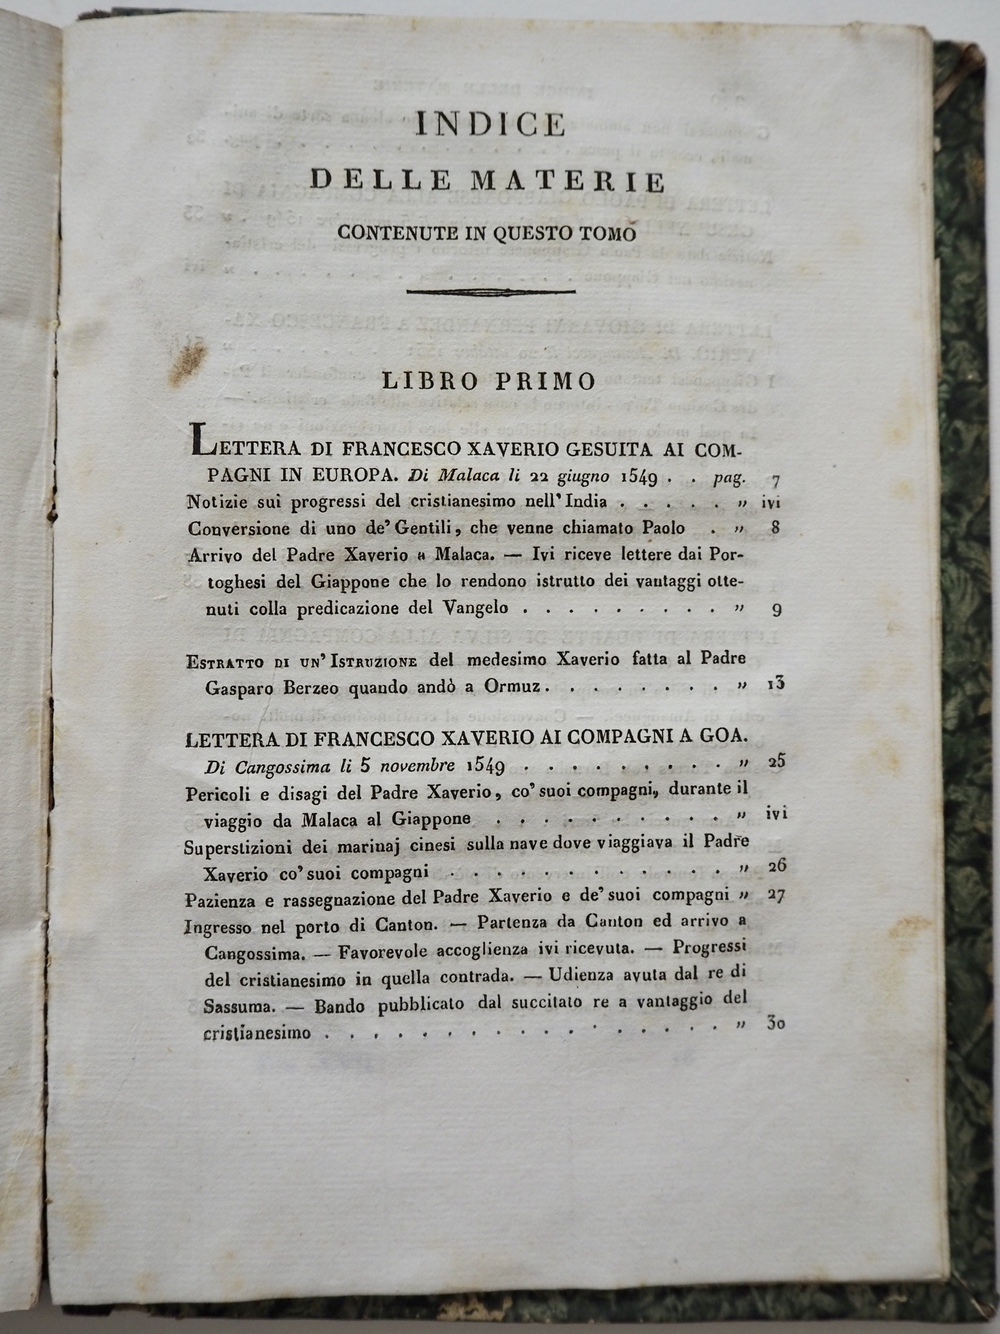 INDICE
DELLE MATERIE
CONTENUTE IN QUESTO TOMO
LIBRO PRIMO
LETTERA DI FRANCESCO XAVERIO GESUITA AI COM-
PAGNI IN EUROPA. Di Malaca li 22 giugno 1549 . . pag. 7
Notizie sui progressi del cristianesimo nell'India . . . . . „ ivi
Conversione di uno de' Gentili, che venne chiamato Paolo . „ 8
Arrivo del Padre Xaverio a Malaca. — Ivi riceve lettere dai Por-
toghesi del Giappone che lo rendono istrutto dei vantaggi otte-
nuti colla predicazione del Vangelo . . . . . . . . . „ 9
ESTRATTO DI UN' ISTRUZIONE del medesimo Xaverio fatta al Padre
Gasparo Berzeo quando andò a Ormuz. . . . . . . . „ 13
LETTERA DI FRANCESCO XAVERIO AI COMPAGNI A GOA.
Di Cangossima li 5 novembre 1549 . . . . . . . . . „ 25
Pericoli e disagi del Padre Xaverio, co' suoi compagni, durante il
viaggio da Malaca al Giappone . . . . . . . . . . „ ivi
Superstizioni dei marinaj cinesi sulla nave dove viaggiava il Padre
Xaverio co' suoi compagni . . . . . . . . . . . . „ 26
Pazienza e rassegnazione del Padre Xaverio e de' suoi compagni „ 27
Ingresso nel porto di Canton. — Partenza da Canton ed arrivo a
Cangossima. — Favorevole accoglienza ivi ricevuta. — Progressi
del cristianesimo in quella contrada. — Udienza avuta dal re di
Sassuma. — Bando pubblicato dal succitato re a vantaggio del
cristianesimo . . . . . . . . . . . . . . . . . „ 30